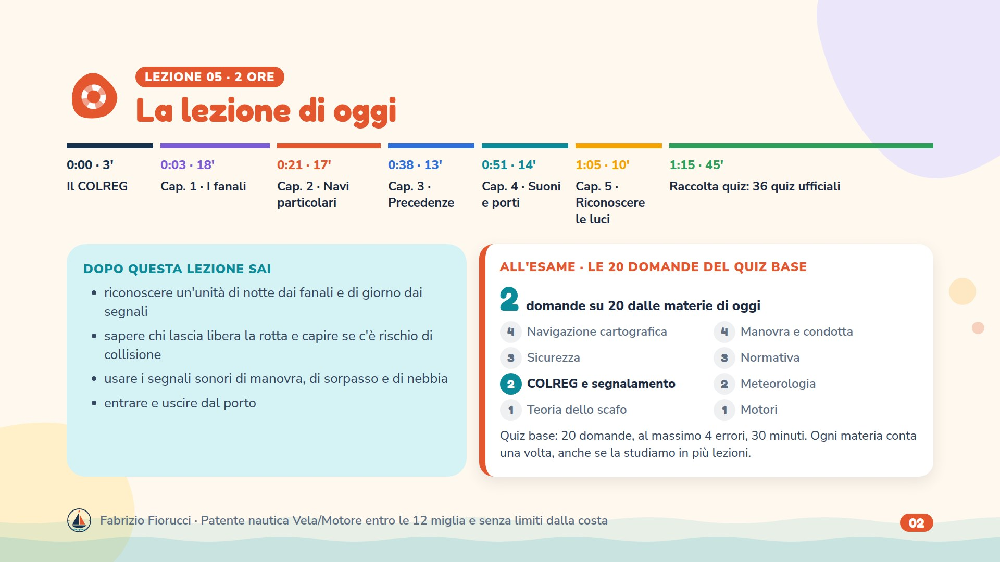 LEZIONE 05 · 2 ORE
La lezione di oggi
0:00 · 3'
Il COLREG
0:03 · 18'
Cap. 1 · I fanali
0:21 · 17'
Cap. 2 · Navi
particolari
0:38 · 13'
Cap. 3 ·
Precedenze
0:51 · 14'
Cap. 4 · Suoni
e porti
1:05 · 10'
Cap. 5 ·
Riconoscere
le luci
1:15 · 45'
Raccolta quiz: 36 quiz ufficiali
DOPO QUESTA LEZIONE SAI
• riconoscere un'unità di notte dai fanali e di giorno dai
segnali
• sapere chi lascia libera la rotta e capire se c'è rischio di
collisione
• usare i segnali sonori di manovra, di sorpasso e di nebbia
• entrare e uscire dal porto
ALL'ESAME · LE 20 DOMANDE DEL QUIZ BASE
2 domande su 20 dalle materie di oggi
4 Navigazione cartografica
4 Manovra e condotta
3 Sicurezza
3 Normativa
2 COLREG e segnalamento
2 Meteorologia
1 Teoria dello scafo
1 Motori
Quiz base: 20 domande, al massimo 4 errori, 30 minuti. Ogni materia conta
una volta, anche se la studiamo in più lezioni.
Fabrizio Fiorucci · Patente nautica Vela/Motore entro le 12 miglia e senza limiti dalla costa
02